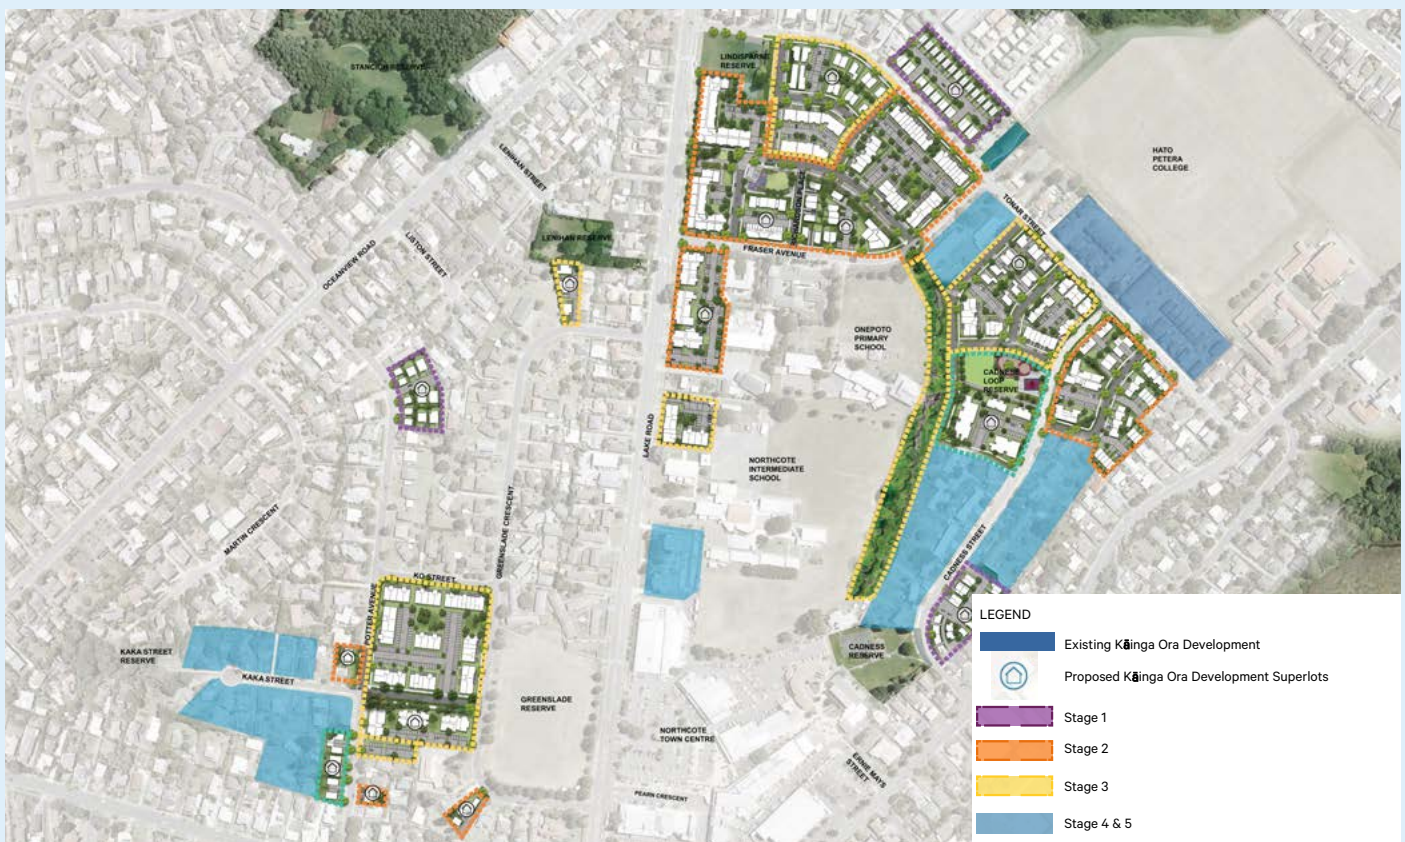 STANCICH RESERVE
LINDISFARNE
RESERVE
LENIHAN STREET
HATO
PETERA
COLLEGE
TONAR STREET
RICHARDSON PLACE
LENIHAN RESERVE
LISTON STREET
OCEANVIEW ROAD
FRASER AVENUE
ONEPOTO
PRIMARY
SCHOOL
CADNESS
LOOP
RESERVE
LAKE ROAD
NORTHCOTE
INTERMEDIATE
SCHOOL
GREENSLADE CRESCENT
MARTIN CRESCENT
CADNESS STREET
KO STREET
POTTER AVENUE
KAKA STREET
RESERVE
KAKA STREET
CADNESS
RESERVE
GREENSLADE
RESERVE
NORTHCOTE
TOWN CENTRE
ERNIE MAYS
STREET
PEARN CRESCENT
LEGEND
Existing Kāinga Ora Development
Proposed Kāinga Ora Development Superlots
Stage 1
Stage 2
Stage 3
Stage 4 & 5